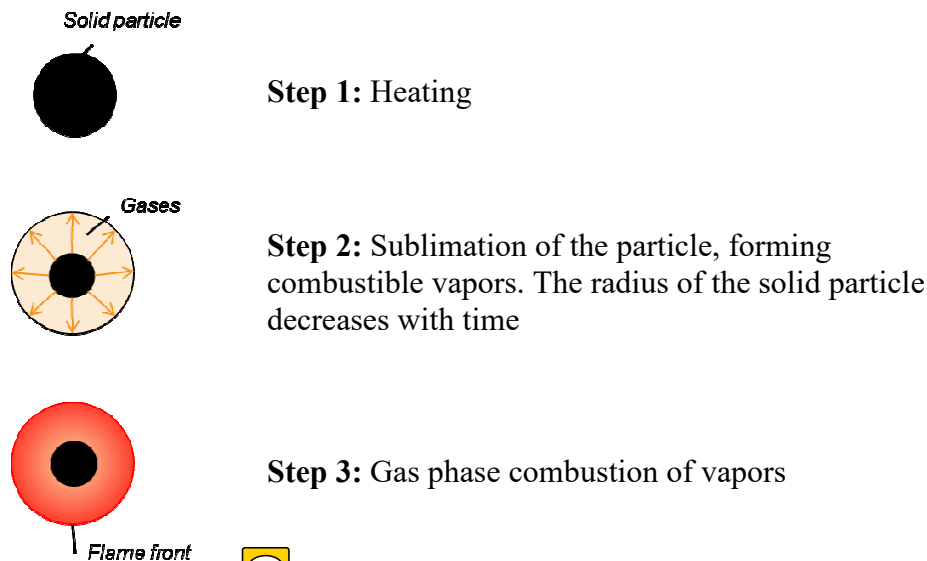 Solid particle
Step 1: Heating
Gases
Step 2: Sublimation of the particle, forming
combustible vapors. The radius of the solid particle
decreases with time
Step 3: Gas phase combustion of vapors
Flame front